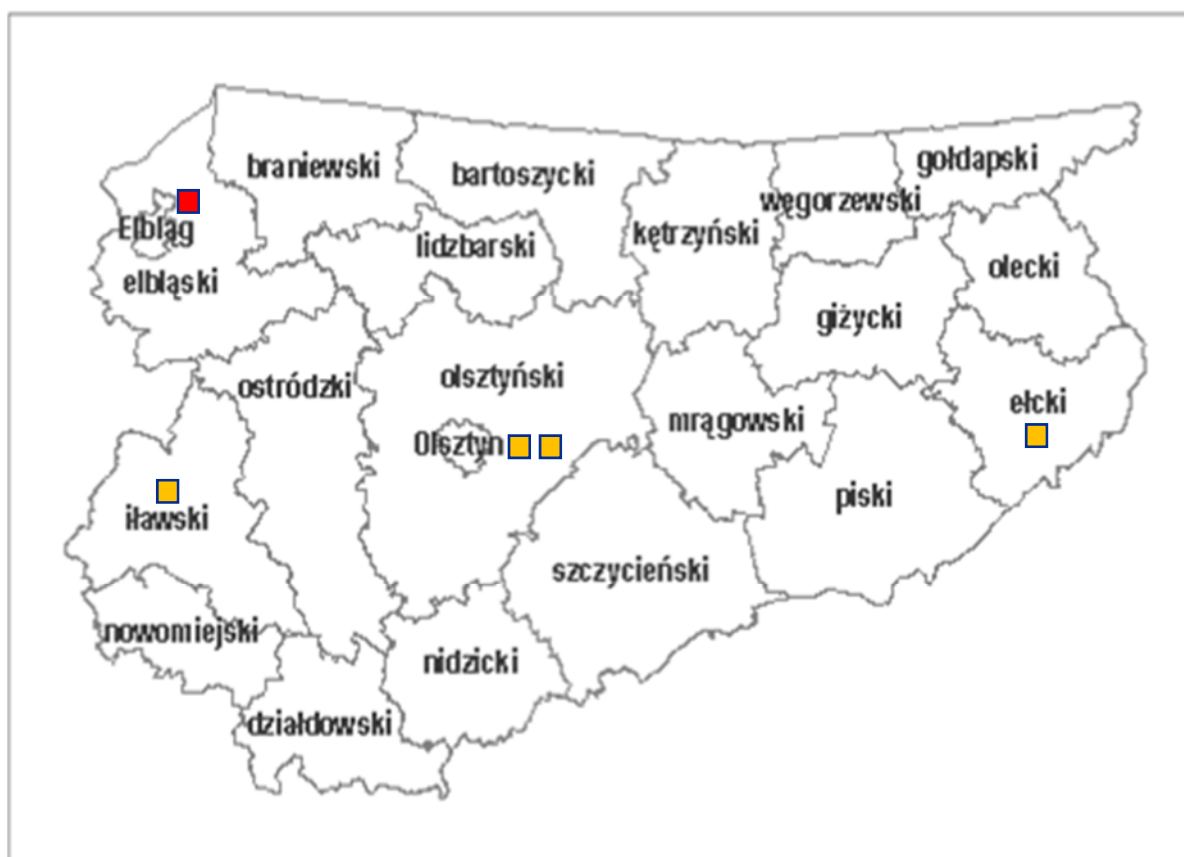 gołdapski
braniewski
bartoszycki
węgorzewski
Elbląg
kętrzyński
lidzbarski
olecki
elbląski
giżycki
olsztyński
ostródzki
ełcki
mrągowski
Olsztyn
piski
iławski
szczycieński
nowomiejski
nidzicki
działdowski